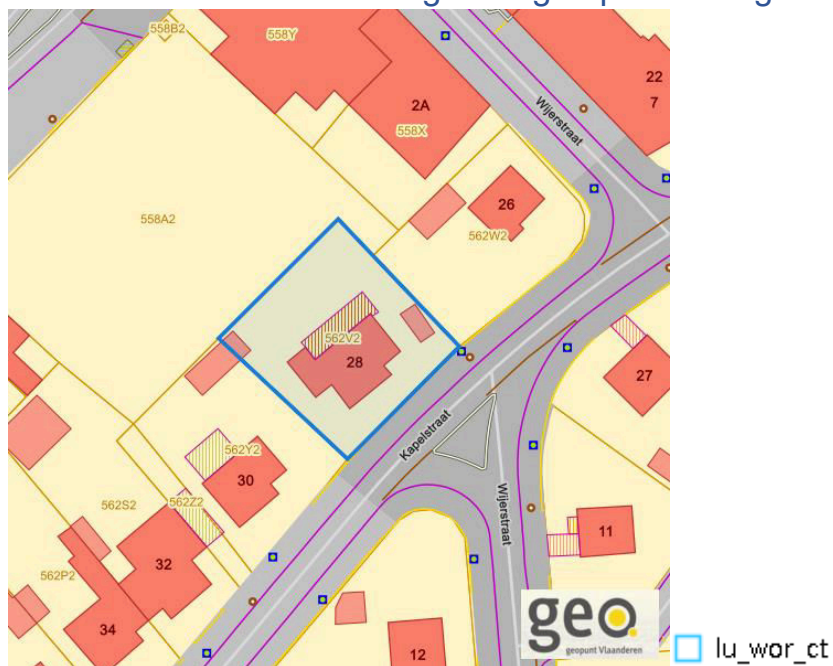 558B2
558Y
2A
558X
22
7
Wijerstraat
26
558A2
562W2
562V2
28
27
Kapelstraat
562Y2
30
Wijerstraat
562S2
562Z2
11
32
562P2
34
12
geo
geopunt Vlaanderen
lu_wor_ct